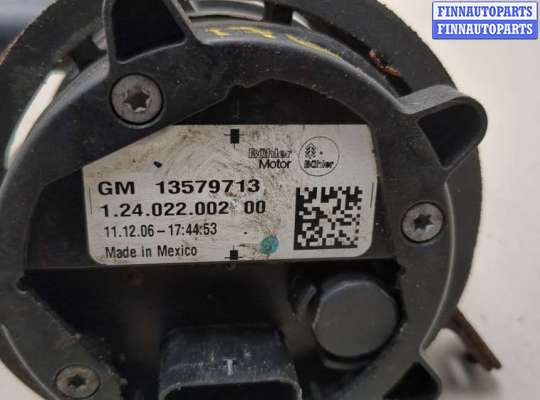 FINNAUTOPARTS
FINNAUTOPARTS
Bühler
Motor
Bühler
GM 13579713
1.24.022.002 00
11.12.06-17:44:53
Made in Mexico
T